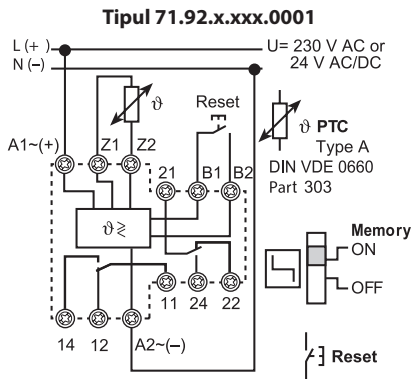 Tipul 71.92.x.xxx.0001
L (+)
U= 230 V AC or
N (–)
24 V AC/DC
ϑ
Reset
ϑ PTC
Type A
DIN VDE 0660
Part 303
A1~(+) Z1 Z2
21 B1 B2
ϑ ≷
Memory
ON
OFF
11 24 22
14 12 A2~(–)
Reset